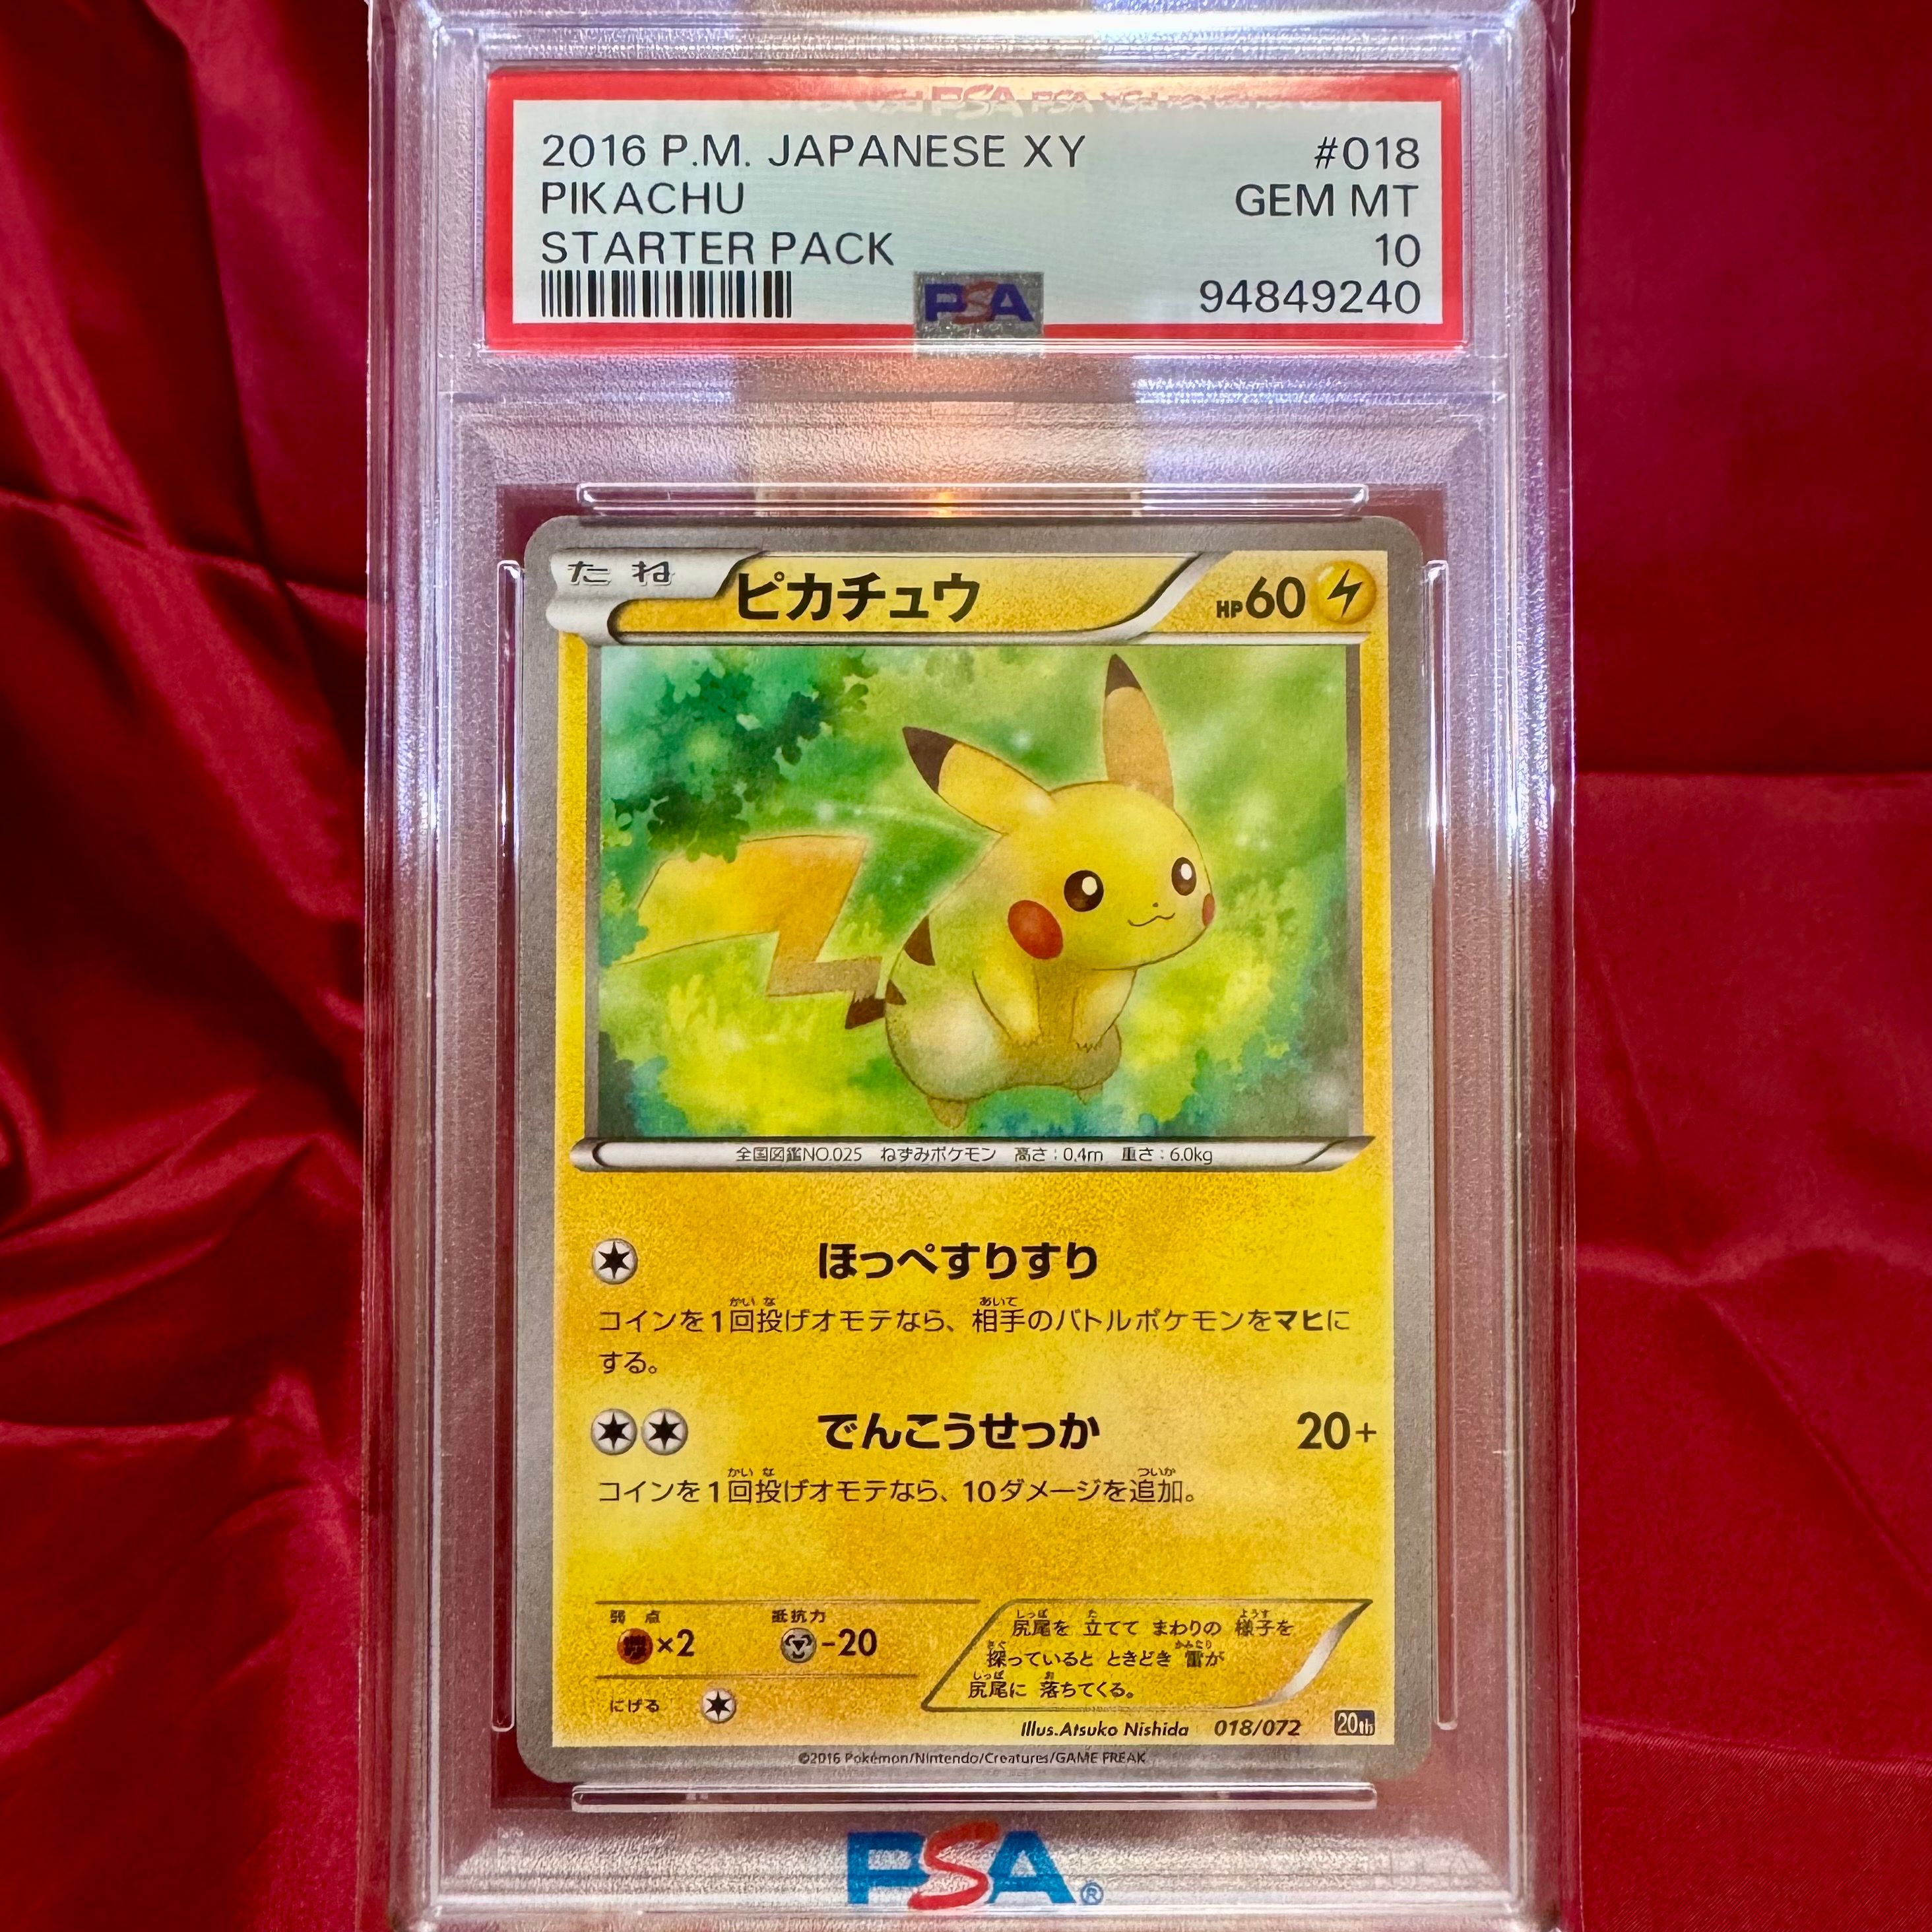 2016 P.M. JAPANESE XY #018
PIKACHU GEM MT
STARTER PACK 10
PSA 94849240
たね ピカチュウ HP60
全国図鑑NO.025 ねずみポケモン 高さ:0.4m 重さ:6.0kg
ほっぺすりすり
コインを1回投げオモテなら、相手のバトルポケモンをマヒに
する。
でんこうせっか 20+
コインを1回投げオモテなら、10ダメージを追加。
弱点 抵抗力
×2 -20
にげる
尻尾を 立てて まわりの 様子を
探っていると ときどき 雷が
尻尾に 落ちてくる。
Illus.Atsuko Nishida 018/072 20th
©2016 Pokémon/Nintendo/Creatures/GAME FREAK
PSA®